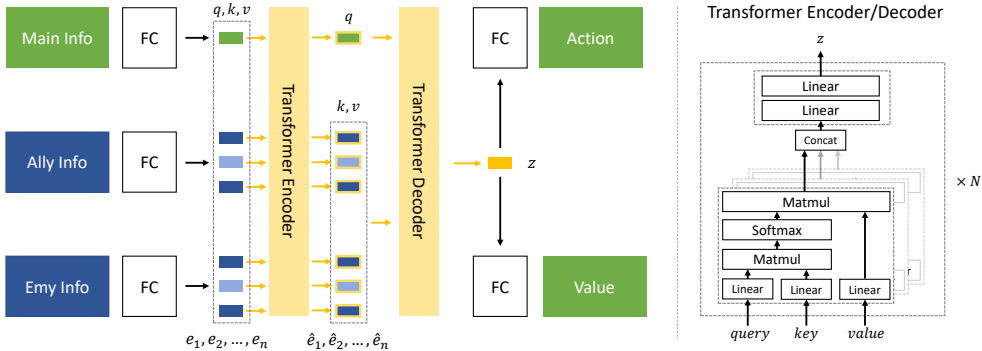 q, k, v
q
Main Info
FC
FC
Action
Transformer Encoder
Transformer Decoder
k, v
Ally Info
FC
z
Emy Info
FC
FC
Value
e₁, e₂, ..., eₙ
ê₁, ê₂, ..., êₙ
Transformer Encoder/Decoder
z
Linear
Linear
Concat
× N
Matmul
Softmax
Matmul
r
Linear
Linear
Linear
query
key
value